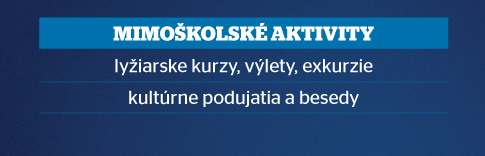 MIMOŠKOLSKÉ AKTIVITY
lyžiarske kurzy, výlety, exkurzie
kultúrne podujatia a besedy